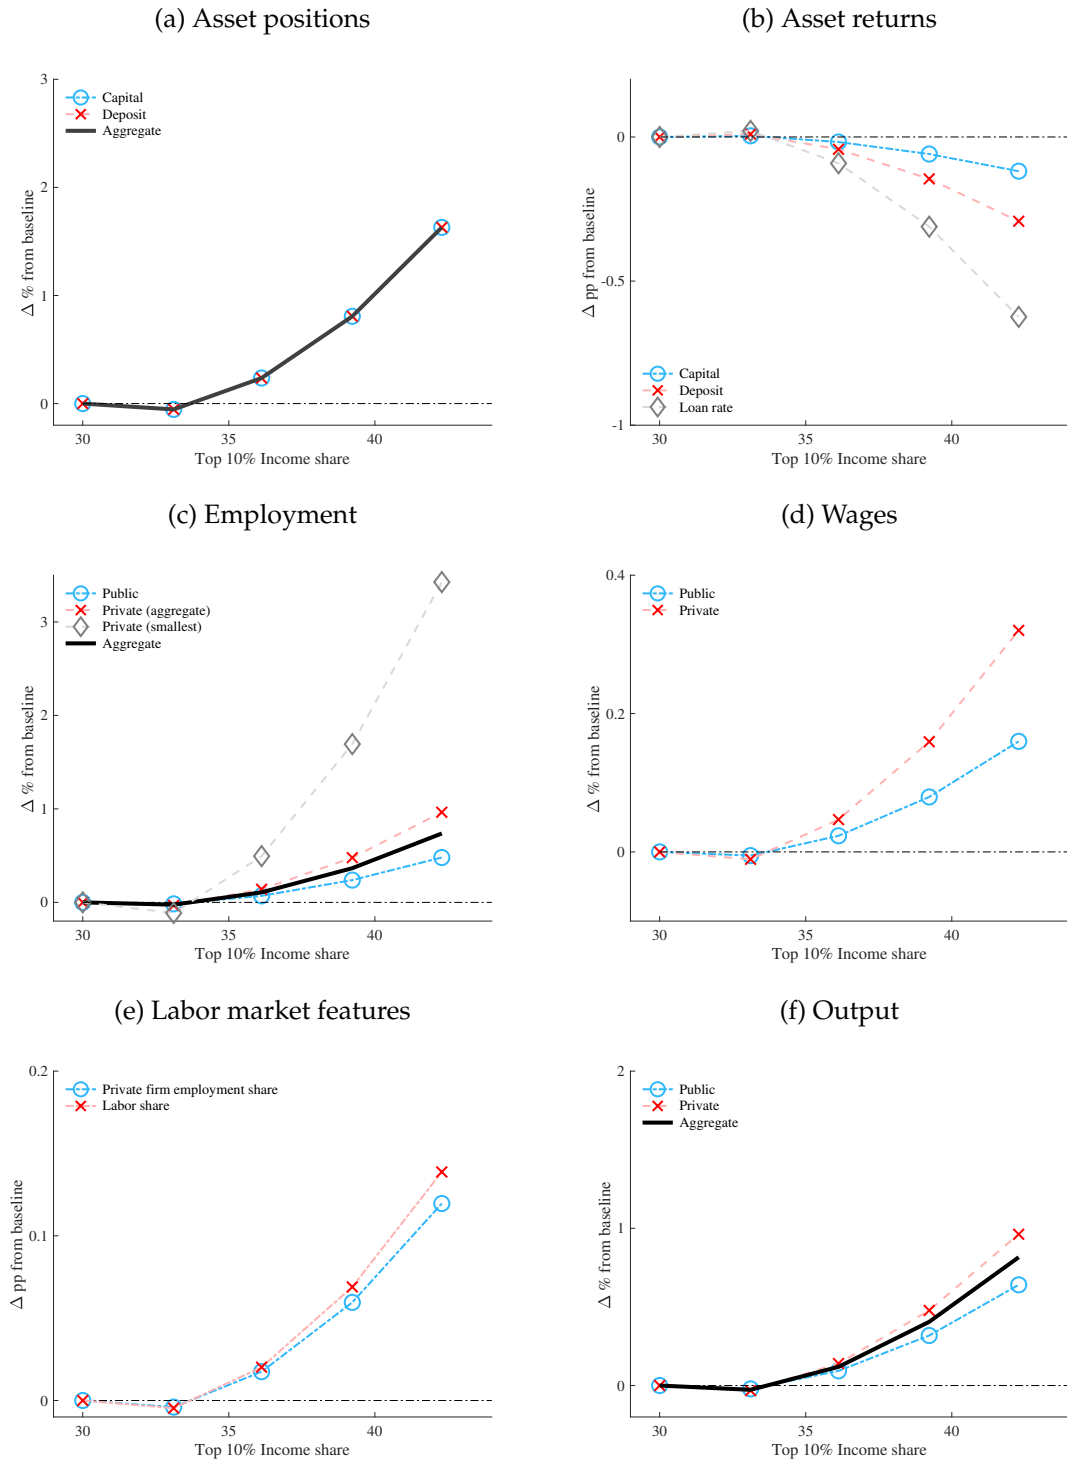 (a) Asset positions
3
2
1
0
30
35
40
Δ % from baseline
Top 10% Income share
Capital
Deposit
Aggregate
(b) Asset returns
0
-0.5
-1
30
35
40
Δ pp from baseline
Top 10% Income share
Capital
Deposit
Loan rate
(c) Employment
3
2
1
0
30
35
40
Δ % from baseline
Top 10% Income share
Public
Private (aggregate)
Private (smallest)
Aggregate
(d) Wages
0.4
0.2
0
30
35
40
Δ % from baseline
Top 10% Income share
Public
Private
(e) Labor market features
0.2
0.1
0
30
35
40
Δ pp from baseline
Top 10% Income share
Private firm employment share
Labor share
(f) Output
2
1
0
30
35
40
Δ % from baseline
Top 10% Income share
Public
Private
Aggregate